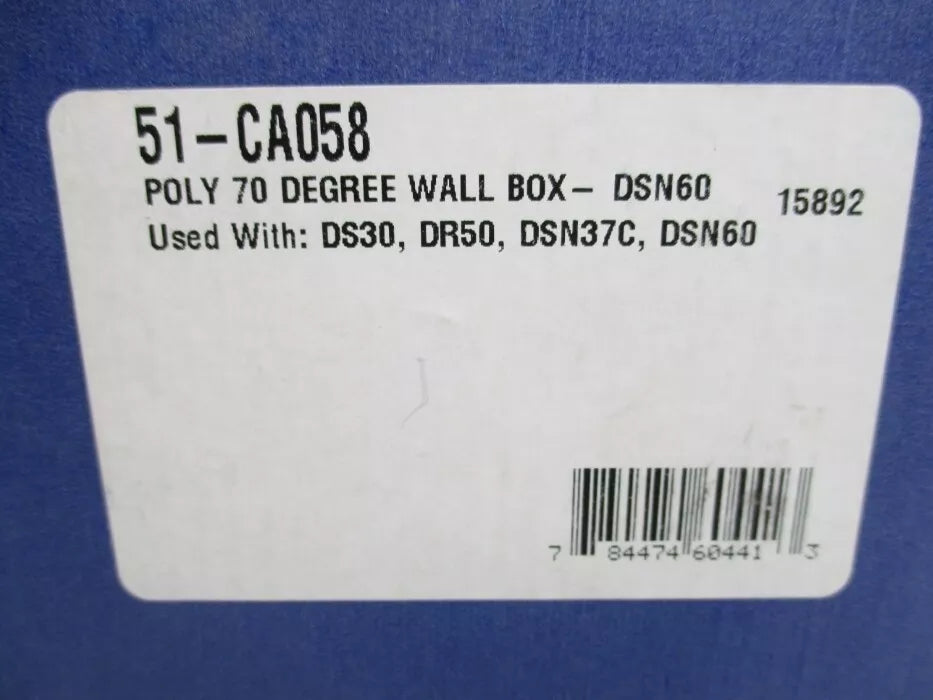 51-CA058
POLY 70 DEGREE WALL BOX- DSN60
15892
Used With: DS30, DR50, DSN37C, DSN60
7 84474 60441 3